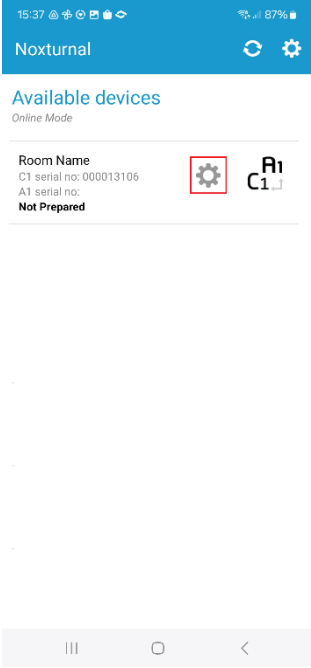 15:37 87%
Noxturnal
Available devices
Online Mode
Room Name
C1 serial no: 000013106
A1 serial no:
Not Prepared
A1
C1